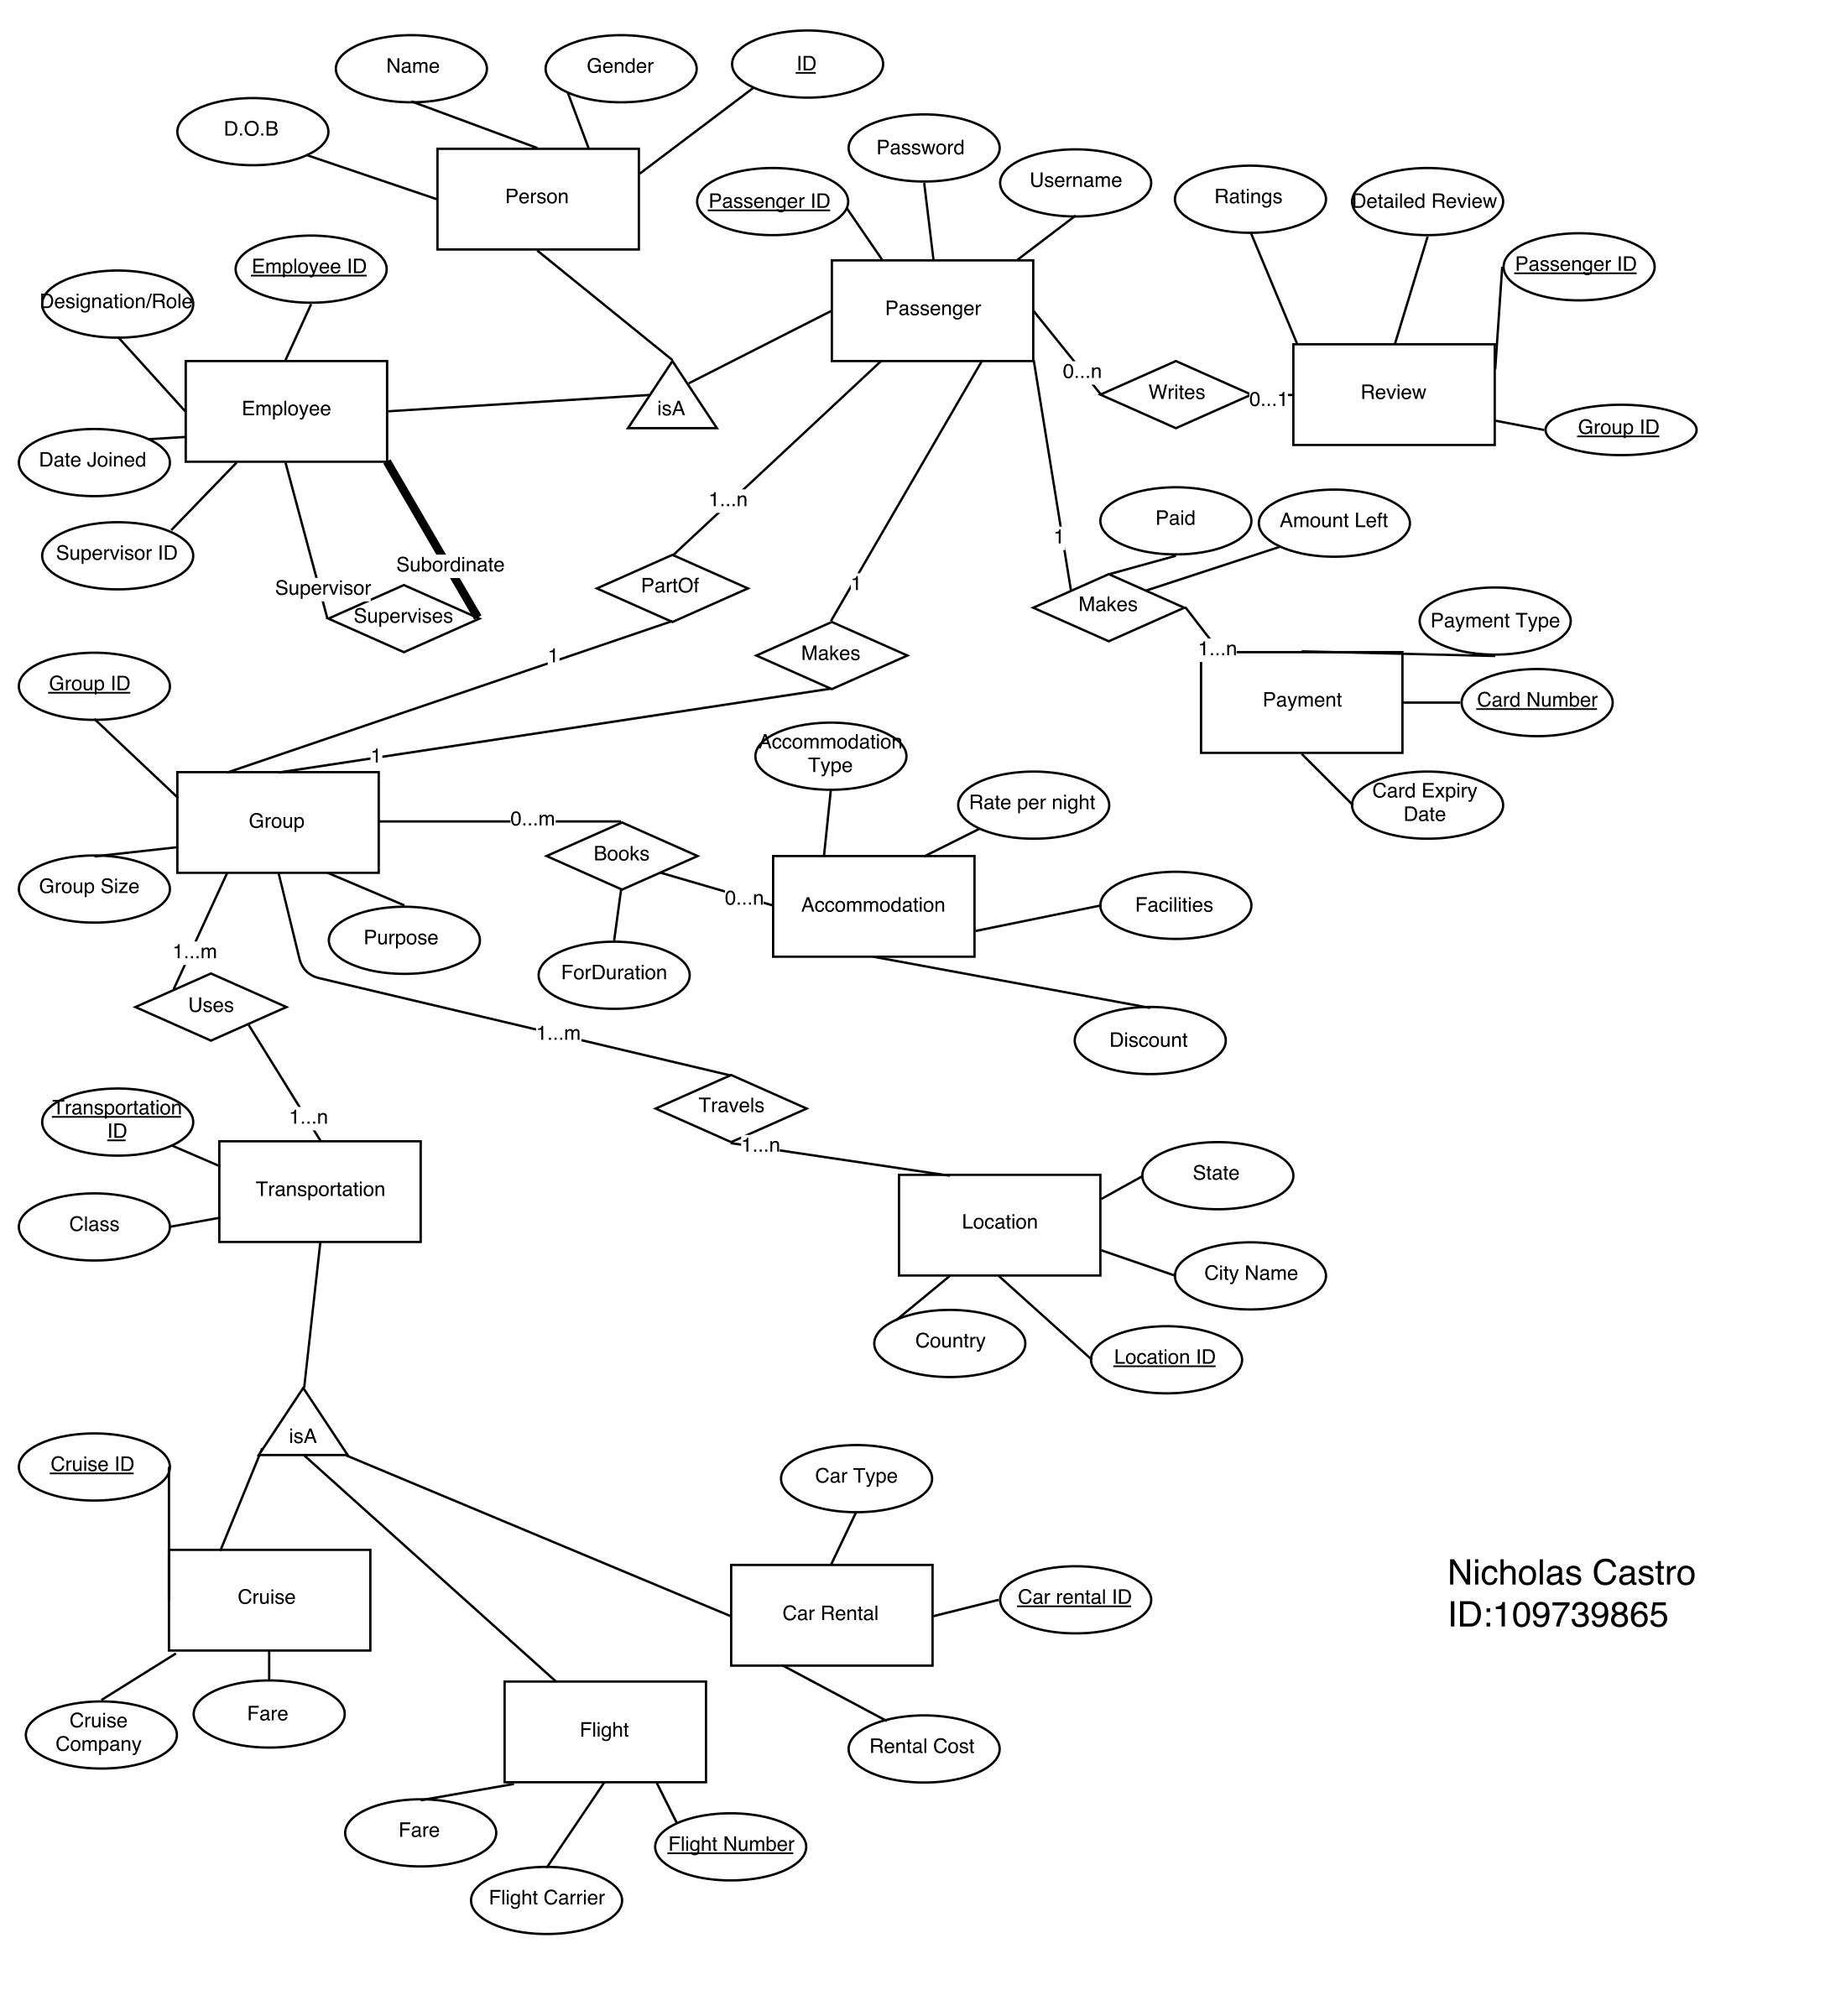 Name
Gender
ID
D.O.B
Person
Password
Username
Passenger ID
Ratings
Detailed Review
Passenger ID
Employee ID
Designation/Role
Passenger
Employee
isA
0...n
Writes
0...1
Review
Group ID
Date Joined
Supervisor ID
1...n
Paid
Amount Left
1
Subordinate
Supervisor
Supervises
PartOf
1
Makes
Makes
1...n
Payment Type
1
Group ID
Payment
Card Number
1
Accommodation
Type
Card Expiry
Date
Rate per night
Group
0...m
Books
Group Size
0...n
Accommodation
Facilities
Purpose
ForDuration
1...m
Uses
1...m
Discount
Transportation
ID
1...n
Travels
1...n
State
Transportation
Class
Location
City Name
Country
Location ID
isA
Cruise ID
Car Type
Cruise
Car Rental
Car rental ID
Nicholas Castro
ID:109739865
Cruise
Company
Fare
Flight
Rental Cost
Fare
Flight Number
Flight Carrier